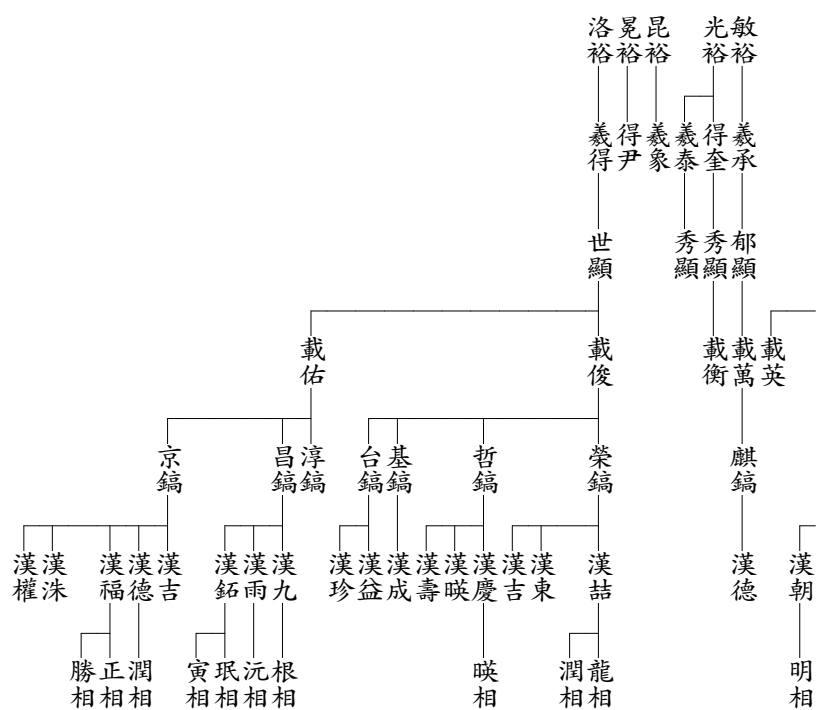 敏裕
光裕
昆裕
冕裕
洛裕
羲承
得奎
羲泰
羲象
得尹
羲得
郁顯
秀顯
秀顯
世顯
載英
載萬
載衡
載俊
載佑
麒鎬
榮鎬
哲鎬
基鎬
台鎬
淳鎬
昌鎬
京鎬
漢朝
漢德
漢喆
漢東
漢吉
漢慶
漢暎
漢壽
漢成
漢益
漢珍
漢九
漢雨
漢鉐
漢吉
漢德
漢福
漢洙
漢權
明相
龍相
潤相
暎相
根相
沅相
珉相
寅相
潤相
正相
勝相